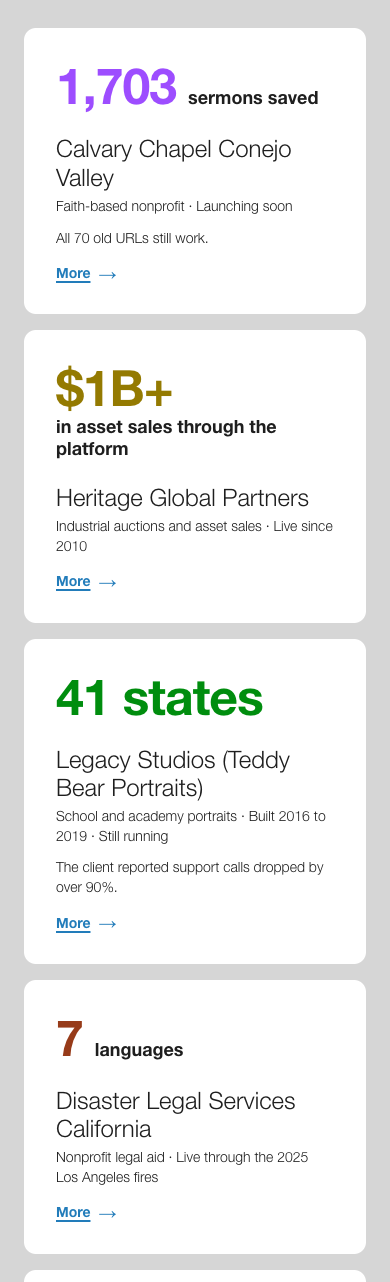 1,703 sermons saved
Calvary Chapel Conejo
Valley
Faith-based nonprofit · Launching soon
All 70 old URLs still work.
More →
$1B+
in asset sales through the
platform
Heritage Global Partners
Industrial auctions and asset sales · Live since
2010
More →
41 states
Legacy Studios (Teddy
Bear Portraits)
School and academy portraits · Built 2016 to
2019 · Still running
The client reported support calls dropped by
over 90%.
More →
7 languages
Disaster Legal Services
California
Nonprofit legal aid · Live through the 2025
Los Angeles fires
More →